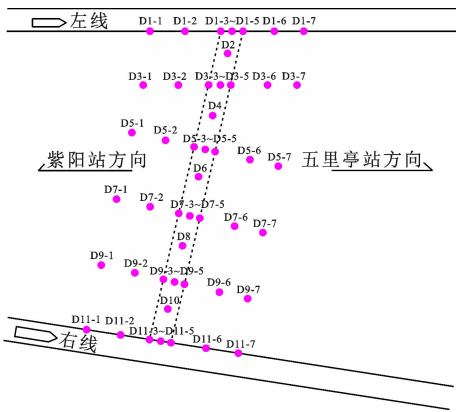 左线
D1-1 D1-2 D1-3~D1-5 D1-6 D1-7
D2
D3-1 D3-2 D3-3~D3-5 D3-6 D3-7
D4
D5-1 D5-2 D5-3~D5-5 D5-6 D5-7
紫阳站方向 D6 五里亭站方向
D7-1 D7-2 D7-3~D7-5 D7-6 D7-7
D8
D9-1 D9-2 D9-3~D9-5 D9-6 D9-7
D10
D11-1 D11-2 D11-3~D11-5 D11-6 D11-7
右线